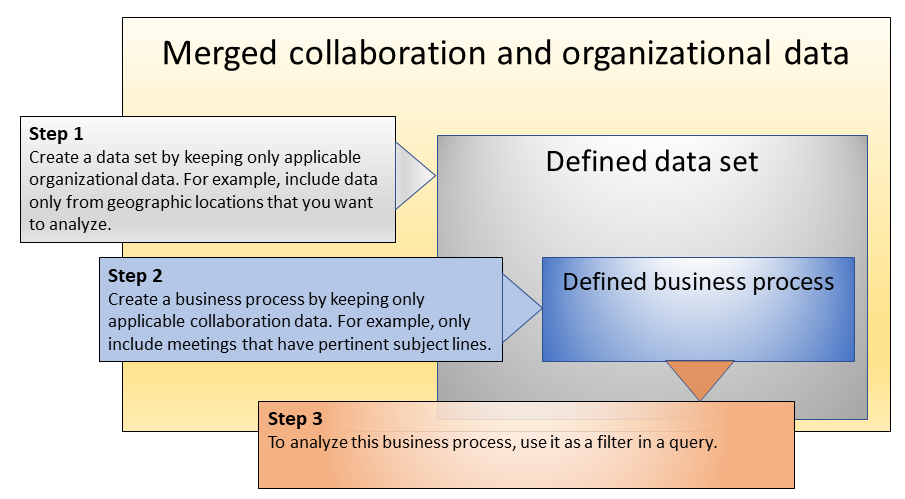 Merged collaboration and organizational data
Step 1
Create a data set by keeping only applicable
organizational data. For example, include data
only from geographic locations that you want
to analyze.
Defined data set
Step 2
Create a business process by keeping only
applicable collaboration data. For example, only
include meetings that have pertinent subject lines.
Defined business process
Step 3
To analyze this business process, use it as a filter in a query.